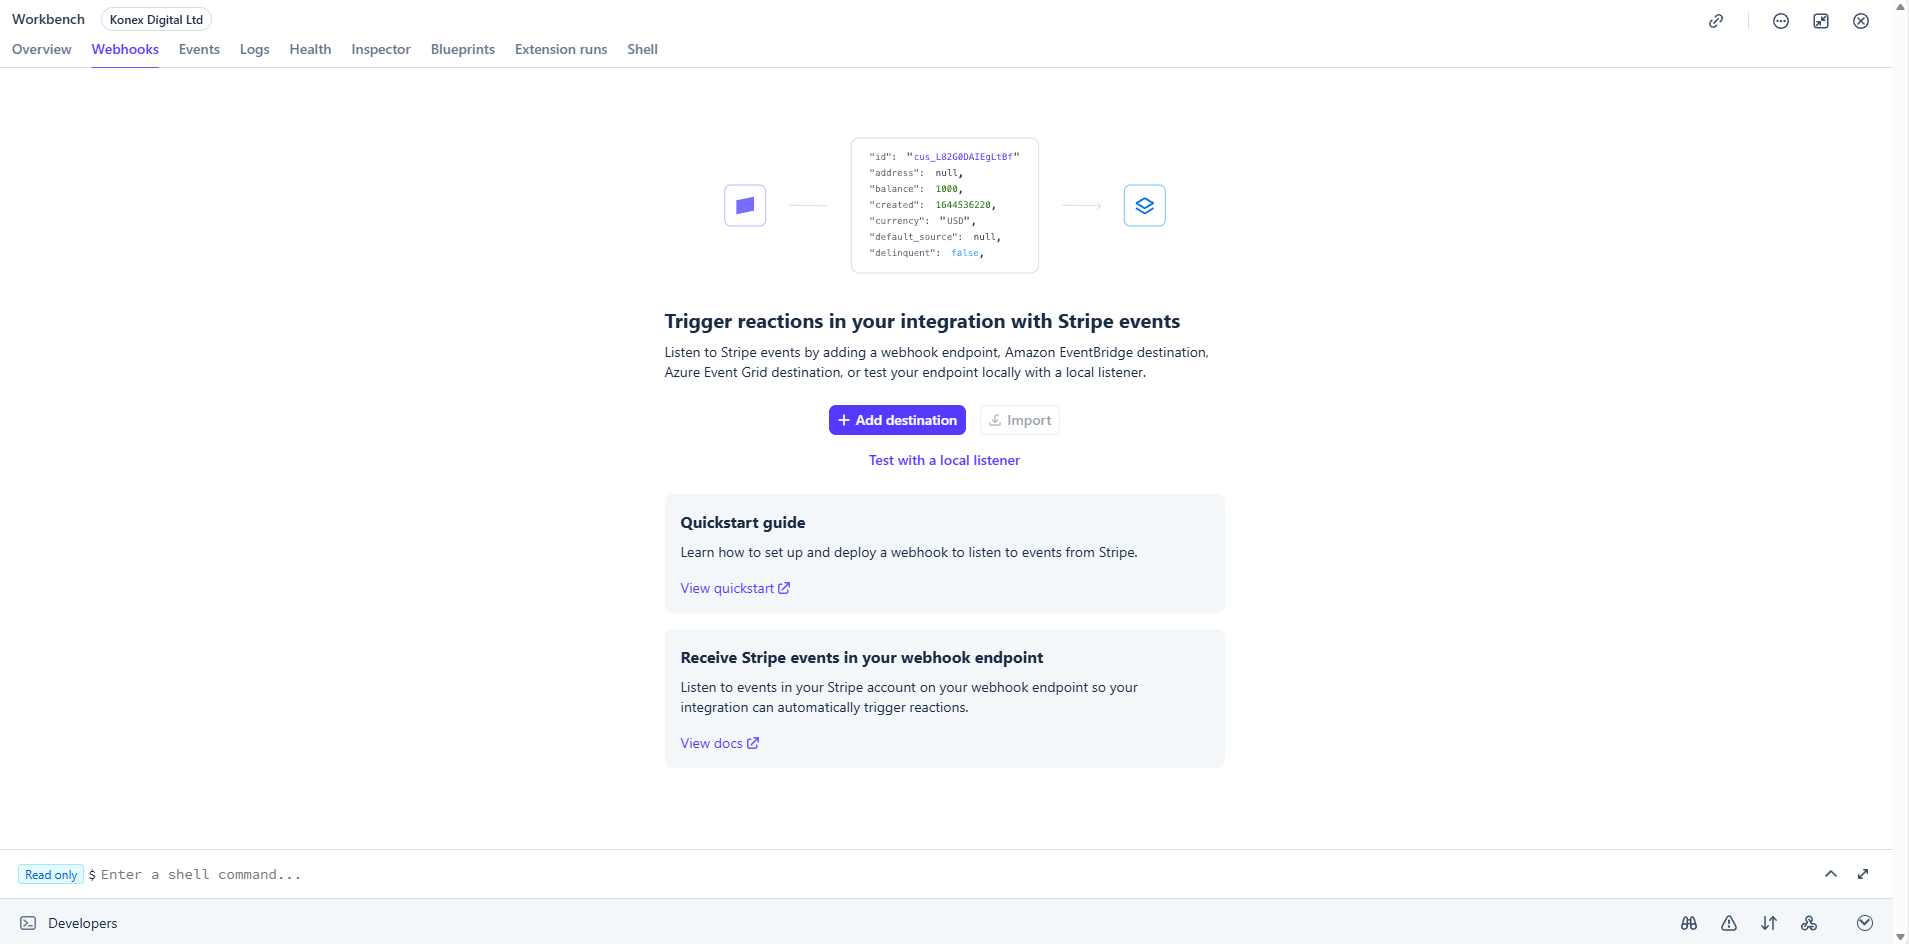 Workbench
Konex Digital Ltd
Overview
Webhooks
Events
Logs
Health
Inspector
Blueprints
Extension runs
Shell
"id": "cus_L82G0DAIEgLtBf"
"address": null,
"balance": 1000,
"created": 1644536220,
"currency": "USD",
"default_source": null,
"delinquent": false,
Trigger reactions in your integration with Stripe events
Listen to Stripe events by adding a webhook endpoint, Amazon EventBridge destination,
Azure Event Grid destination, or test your endpoint locally with a local listener.
+ Add destination
Import
Test with a local listener
Quickstart guide
Learn how to set up and deploy a webhook to listen to events from Stripe.
View quickstart
Receive Stripe events in your webhook endpoint
Listen to events in your Stripe account on your webhook endpoint so your
integration can automatically trigger reactions.
View docs
Read only $ Enter a shell command...
Developers